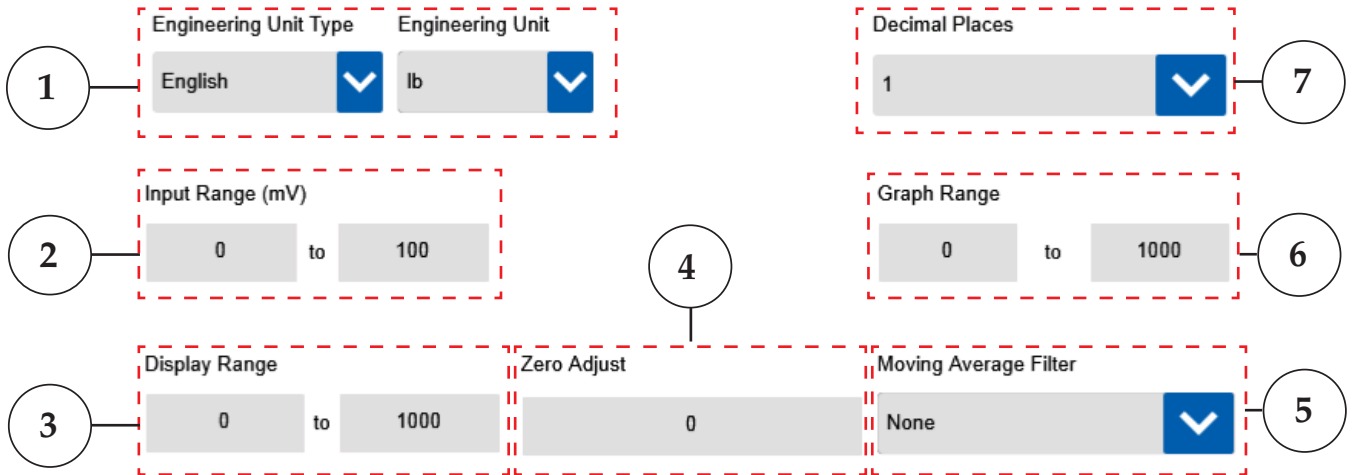 Engineering Unit Type Engineering Unit Decimal Places
1 English lb 1 7
Input Range (mV) Graph Range
2 0 to 100 0 to 1000 6
4
Display Range Zero Adjust Moving Average Filter
3 0 to 1000 0 None 5